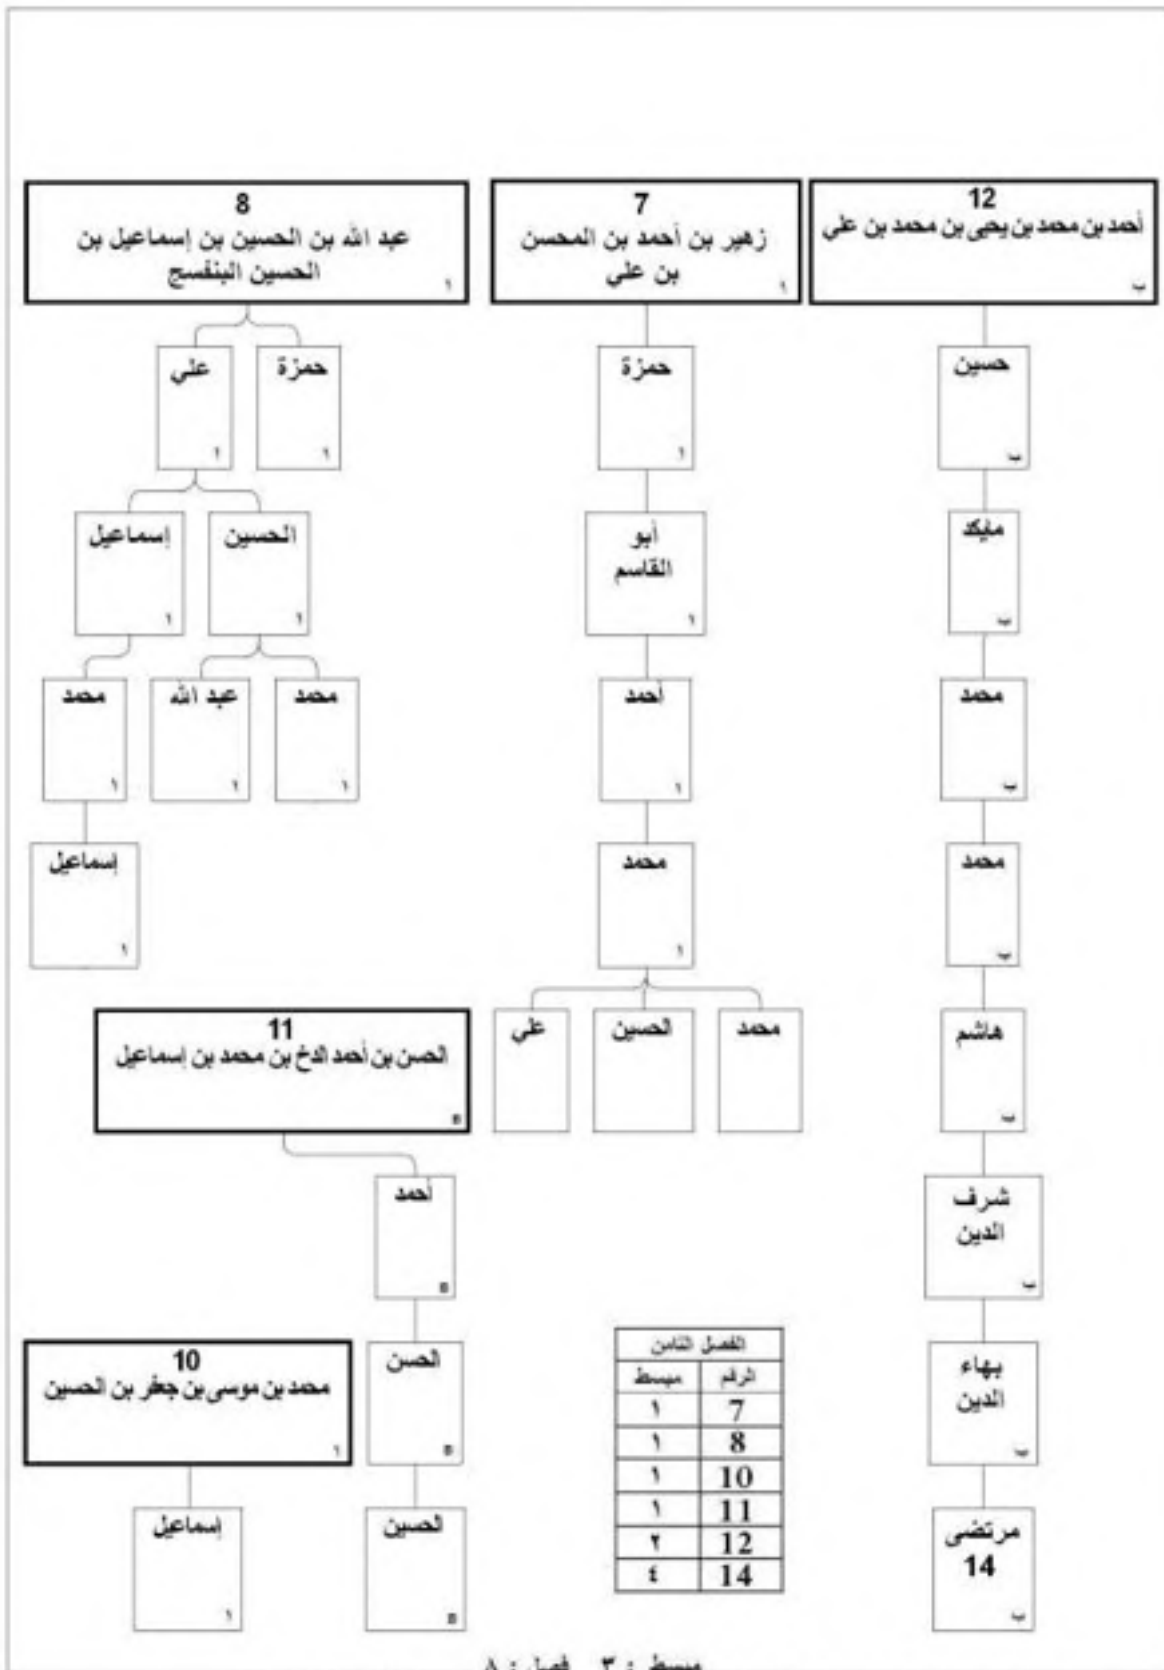 12
أحمد بن محمد بن يحيى بن محمد بن علي
ب
حسين
ب
مايكد
ب
محمد
ب
محمد
ب
هاشم
ب
شرف
الدين
ب
بهاء
الدين
ب
مرتضى
14
ب
7
زهير بن أحمد بن المحسن
بن علي
١
حمزة
١
أبو
القاسم
١
أحمد
١
محمد
١
محمد
الحسين
علي
8
عبد الله بن الحسين بن إسماعيل بن
الحسين البنفسج
١
حمزة
١
علي
١
الحسين
١
إسماعيل
١
محمد
١
عبد الله
١
محمد
١
إسماعيل
١
11
الحسن بن أحمد الدخ بن محمد بن إسماعيل
أحمد
الحسن
الحسين
10
محمد بن موسى بن جعفر بن الحسين
١
إسماعيل
١
الفصل الثامن
الرقم مبسط
7 ١
8 ١
10 ١
11 ١
12 ٢
14 ٤
مبسط : ٣ فصل : ٨